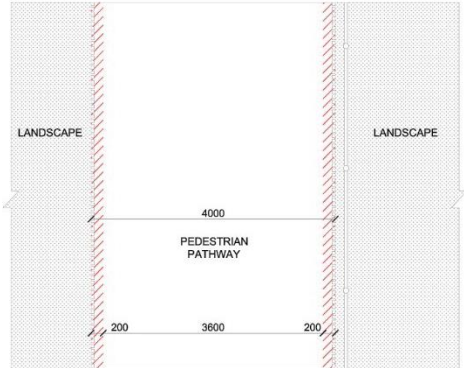 LANDSCAPE
LANDSCAPE
4000
PEDESTRIAN
PATHWAY
200 3600 200